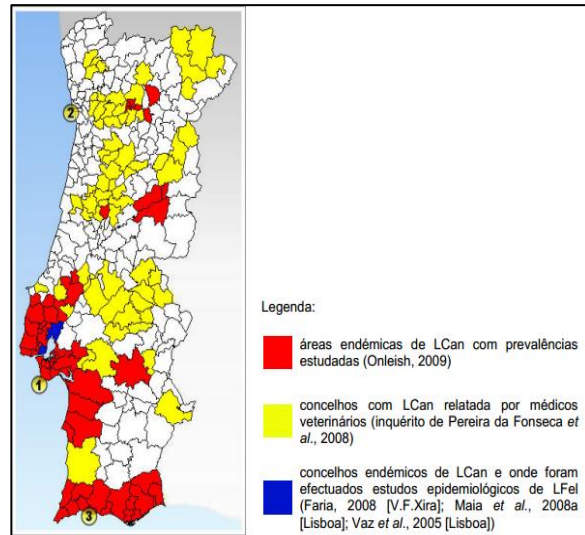 2
1
3
Legenda:
áreas endémicas de LCan com prevalências
estudadas (Onleish, 2009)
concelhos com LCan relatada por médicos
veterinários (inquérito de Pereira da Fonseca et
al., 2008)
concelhos endémicos de LCan e onde foram
efectuados estudos epidemiológicos de LFel
(Faria, 2008 [V.F.Xira]; Maia et al., 2008a
[Lisboa]; Vaz et al., 2005 [Lisboa])